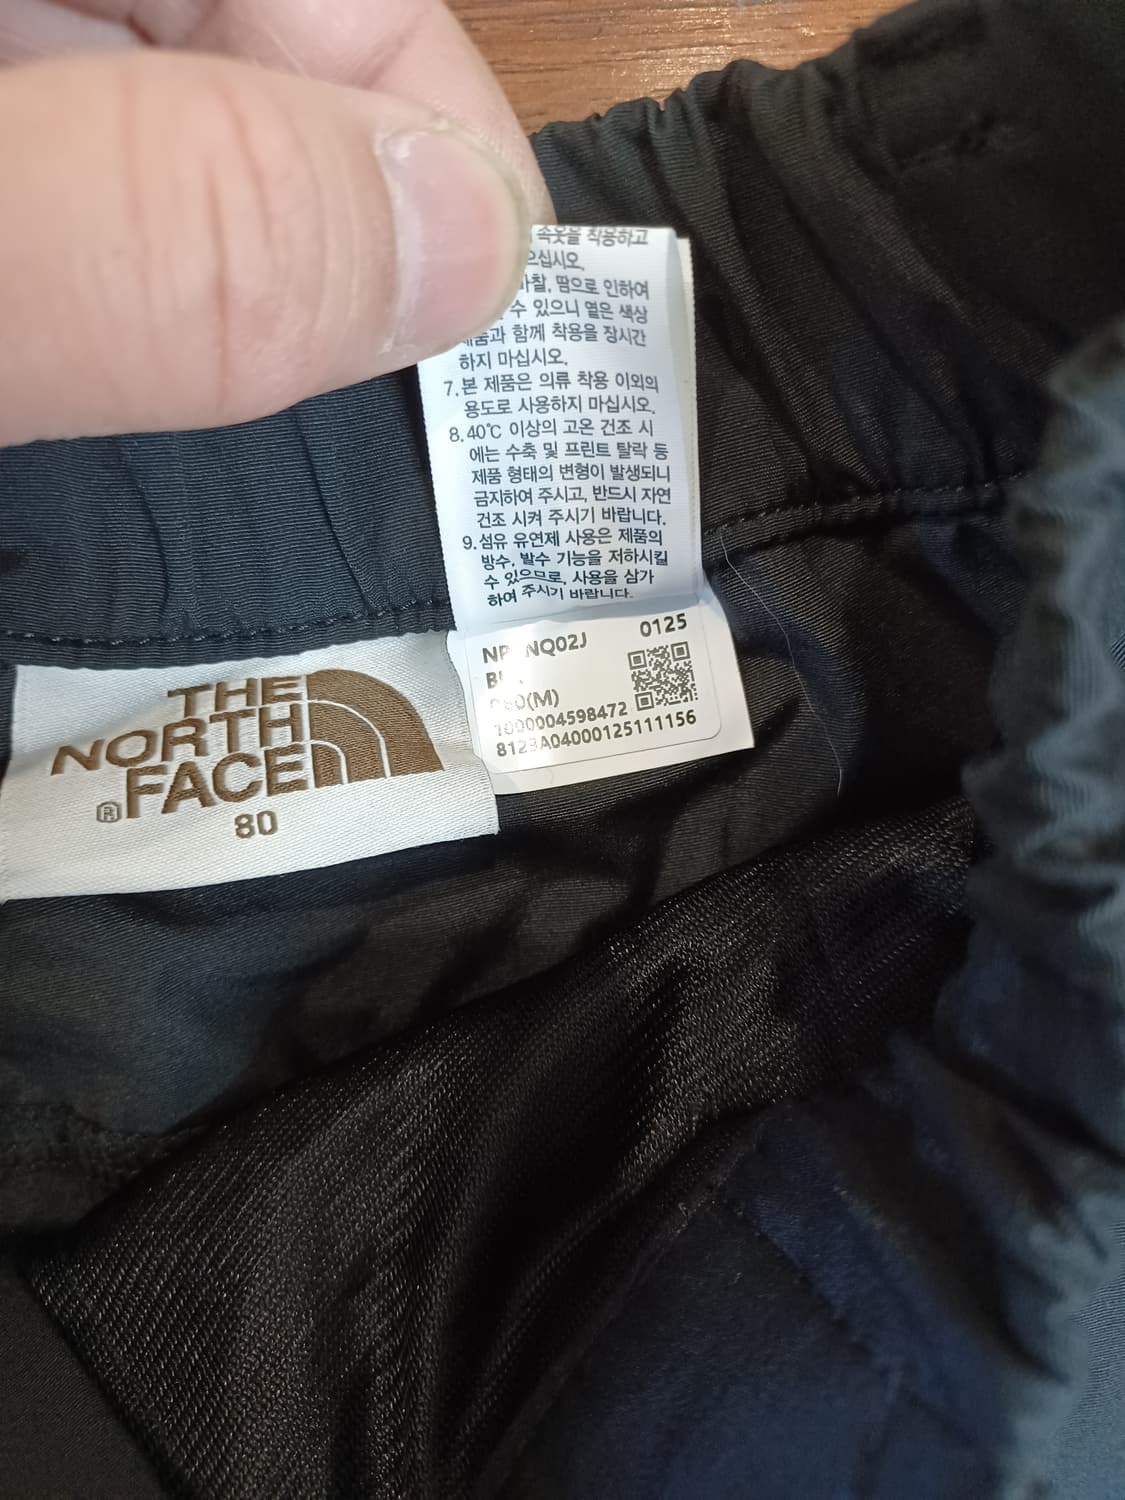 속옷을 착용하고
으십시오.
마찰, 땀으로 인하여
수 있으니 옅은 색상
제품과 함께 착용을 장시간
하지 마십시오.
7. 본 제품은 의류 착용 이외의
용도로 사용하지 마십시오.
8. 40℃ 이상의 고온 건조 시
에는 수축 및 프린트 탈락 등
제품 형태의 변형이 발생되니
금지하여 주시고, 반드시 자연
건조 시켜 주시기 바랍니다.
9. 섬유 유연제 사용은 제품의
방수, 발수 기능을 저하시킬
수 있으므로, 사용을 삼가
하여 주시기 바랍니다.
NQ02J 0125
(M)
1000004598472
8123A04000125111156
THE
NORTH
FACE
®
80